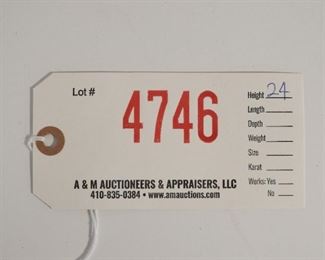 Lot # 4746
Height 24
Length
Depth
Weight
Size
Karat
Works: Yes
No
A & M AUCTIONEERS & APPRAISERS, LLC
410-835-0384 • www.amauctions.com